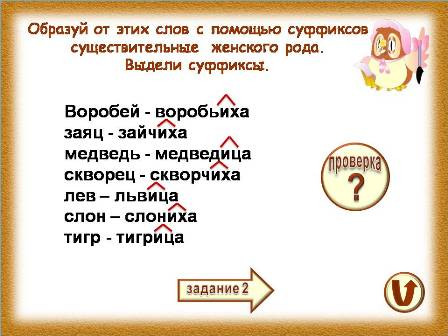 Образуй от этих слов с помощью суффиксов
существительные женского рода.
Выдели суффиксы.
Воробей - воробьиха
заяц - зайчиха
медведь - медведица
скворец - скворчиха
лев – львица
слон – слониха
тигр - тигрица
проверка
?
задание 2